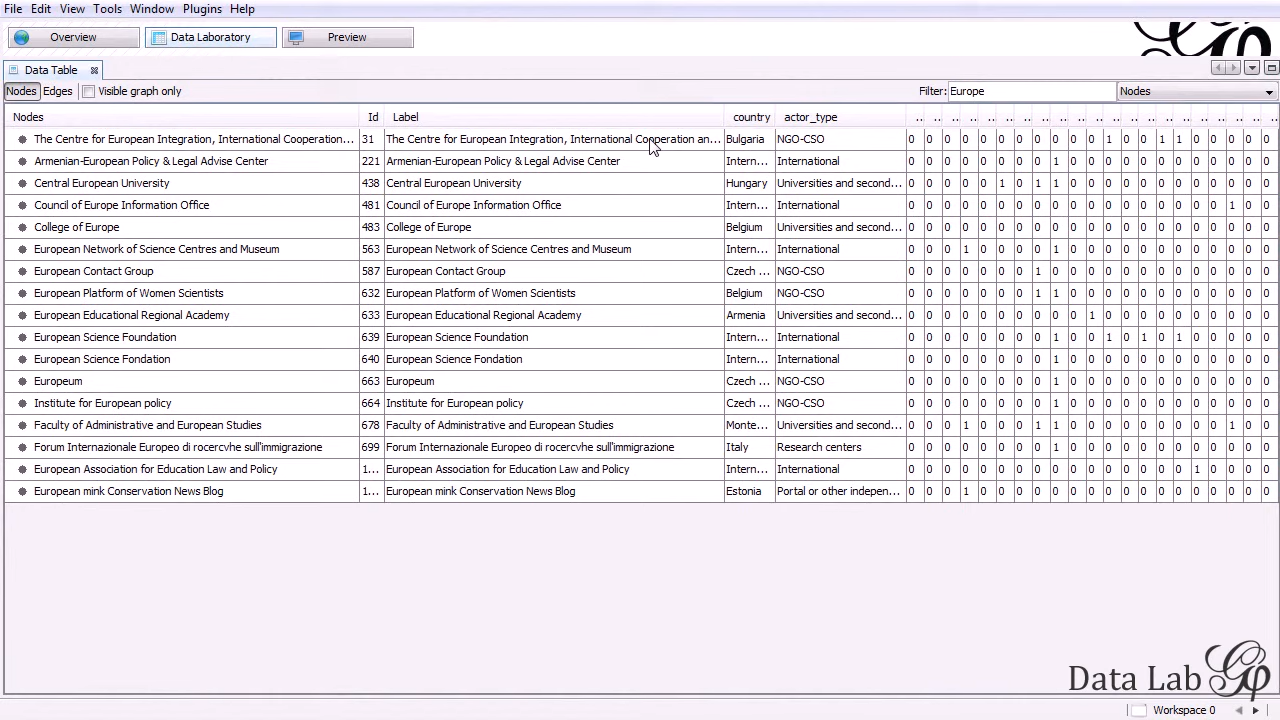 File Edit View Tools Window Plugins Help
Overview Data Laboratory Preview
Data Table
Nodes Edges Visible graph only Filter: Europe Nodes
Nodes Id Label country actor_type .. .. .. .. .. .. .. .. .. .. .. .. .. .. .. .. .. .. .. .. ..
The Centre for European Integration, International Cooperation... 31 The Centre for European Integration, International Cooperation an... Bulgaria NGO-CSO 0 0 0 0 0 0 0 0 0 0 0 1 0 0 1 1 0 0 0 0 0
Armenian-European Policy & Legal Advise Center 221 Armenian-European Policy & Legal Advise Center Intern... International 0 0 0 0 0 0 0 0 1 0 0 0 0 0 0 0 0 0 0 0 0
Central European University 438 Central European University Hungary Universities and second... 0 0 0 0 0 1 0 1 1 0 0 0 0 0 0 0 0 0 0 0 0
Council of Europe Information Office 481 Council of Europe Information Office Intern... International 0 0 0 0 0 0 0 0 0 0 0 0 0 0 0 0 0 0 1 0 0
College of Europe 483 College of Europe Belgium Universities and second... 0 0 0 0 0 0 0 0 0 0 0 0 0 0 0 0 0 0 0 0 0
European Network of Science Centres and Museum 563 European Network of Science Centres and Museum Intern... International 0 0 0 1 0 0 0 0 1 0 0 0 0 0 0 0 0 0 0 0 0
European Contact Group 587 European Contact Group Czech ... NGO-CSO 0 0 0 0 0 0 0 1 0 0 0 0 0 0 0 0 0 0 0 0 0
European Platform of Women Scientists 632 European Platform of Women Scientists Belgium NGO-CSO 0 0 0 0 0 0 0 1 1 0 0 0 0 0 0 0 0 0 0 0 0
European Educational Regional Academy 633 European Educational Regional Academy Armenia Universities and second... 0 0 0 0 0 0 0 0 0 0 1 0 0 0 0 0 0 0 0 0 0
European Science Foundation 639 European Science Foundation Intern... International 0 0 0 0 0 0 0 0 1 0 0 1 0 1 0 1 0 0 0 0 0
European Science Fondation 640 European Science Fondation Intern... International 0 0 0 0 0 0 0 0 1 0 0 0 0 0 0 0 0 0 0 0 0
Europeum 663 Europeum Czech ... NGO-CSO 0 0 0 0 0 0 0 0 1 0 0 0 0 0 0 0 0 0 0 0 0
Institute for European policy 664 Institute for European policy Czech ... NGO-CSO 0 0 0 0 0 0 0 0 1 0 0 0 0 0 0 0 0 0 0 0 0
Faculty of Administrative and European Studies 678 Faculty of Administrative and European Studies Monte... Universities and second... 0 0 0 1 0 0 0 1 1 0 0 0 0 0 0 0 0 0 1 0 0
Forum Internazionale Europeo di rocercvhe sull'immigrazione 699 Forum Internazionale Europeo di rocercvhe sull'immigrazione Italy Research centers 0 0 0 0 0 0 0 0 1 0 0 0 0 0 0 0 0 0 0 0 0
European Association for Education Law and Policy 1... European Association for Education Law and Policy Intern... International 0 0 0 0 0 0 0 0 0 0 0 0 0 0 0 0 1 0 0 0 0
European mink Conservation News Blog 1... European mink Conservation News Blog Estonia Portal or other indepen... 0 0 0 1 0 0 0 0 0 0 0 0 0 0 0 0 0 0 0 0 0
Data Lab
Workspace 0